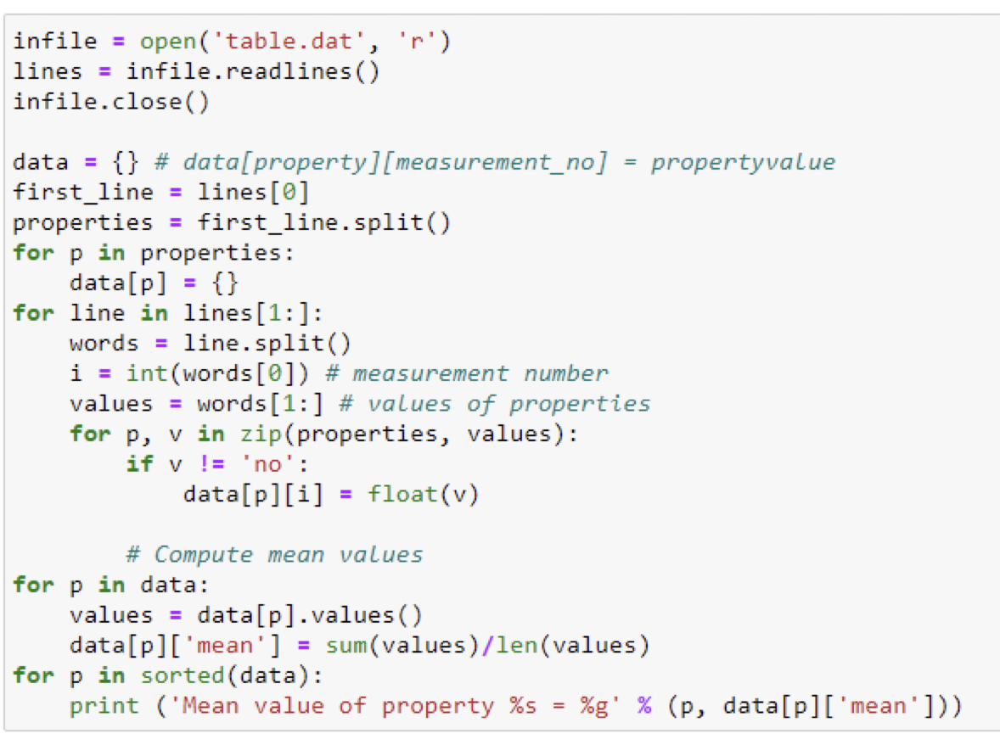 infile = open('table.dat', 'r')
lines = infile.readlines()
infile.close()

data = {} # data[property][measurement_no] = propertyvalue
first_line = lines[0]
properties = first_line.split()
for p in properties:
    data[p] = {}
for line in lines[1:]:
    words = line.split()
    i = int(words[0]) # measurement number
    values = words[1:] # values of properties
    for p, v in zip(properties, values):
        if v != 'no':
            data[p][i] = float(v)

        # Compute mean values
for p in data:
    values = data[p].values()
    data[p]['mean'] = sum(values)/len(values)
for p in sorted(data):
    print ('Mean value of property %s = %g' % (p, data[p]['mean']))